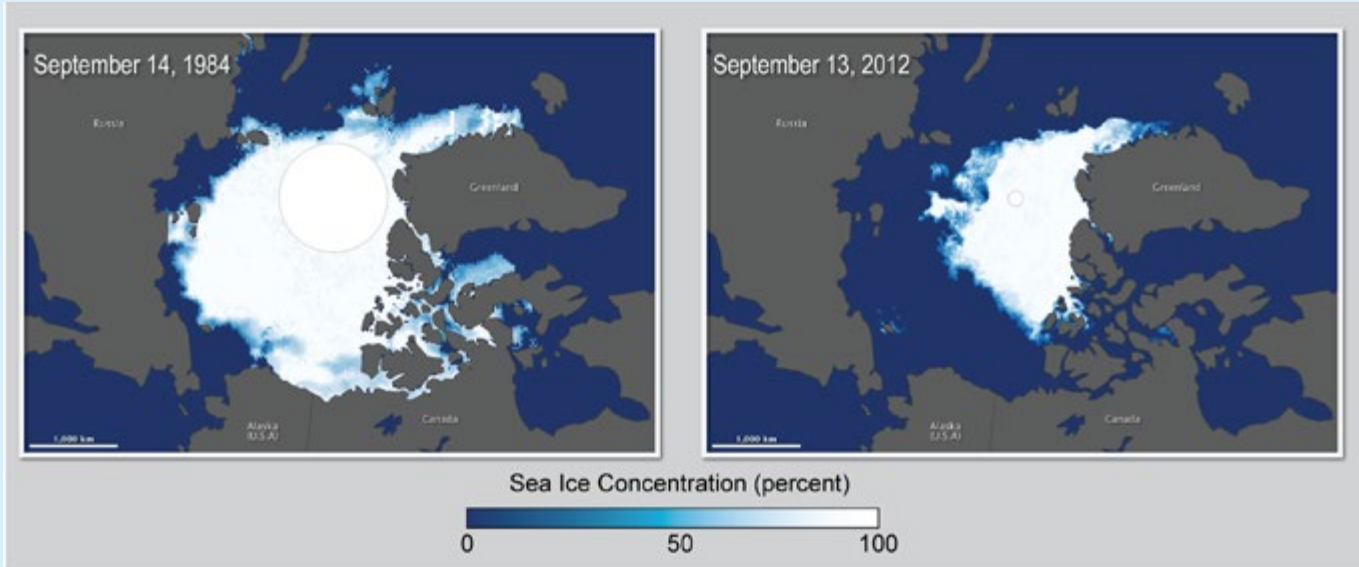 September 14, 1984
Russia
Greenland
Alaska
(U.S.A)
Canada
1,000 km
September 13, 2012
Russia
Greenland
Alaska
(U.S.A)
Canada
1,000 km
Sea Ice Concentration (percent)
0 50 100